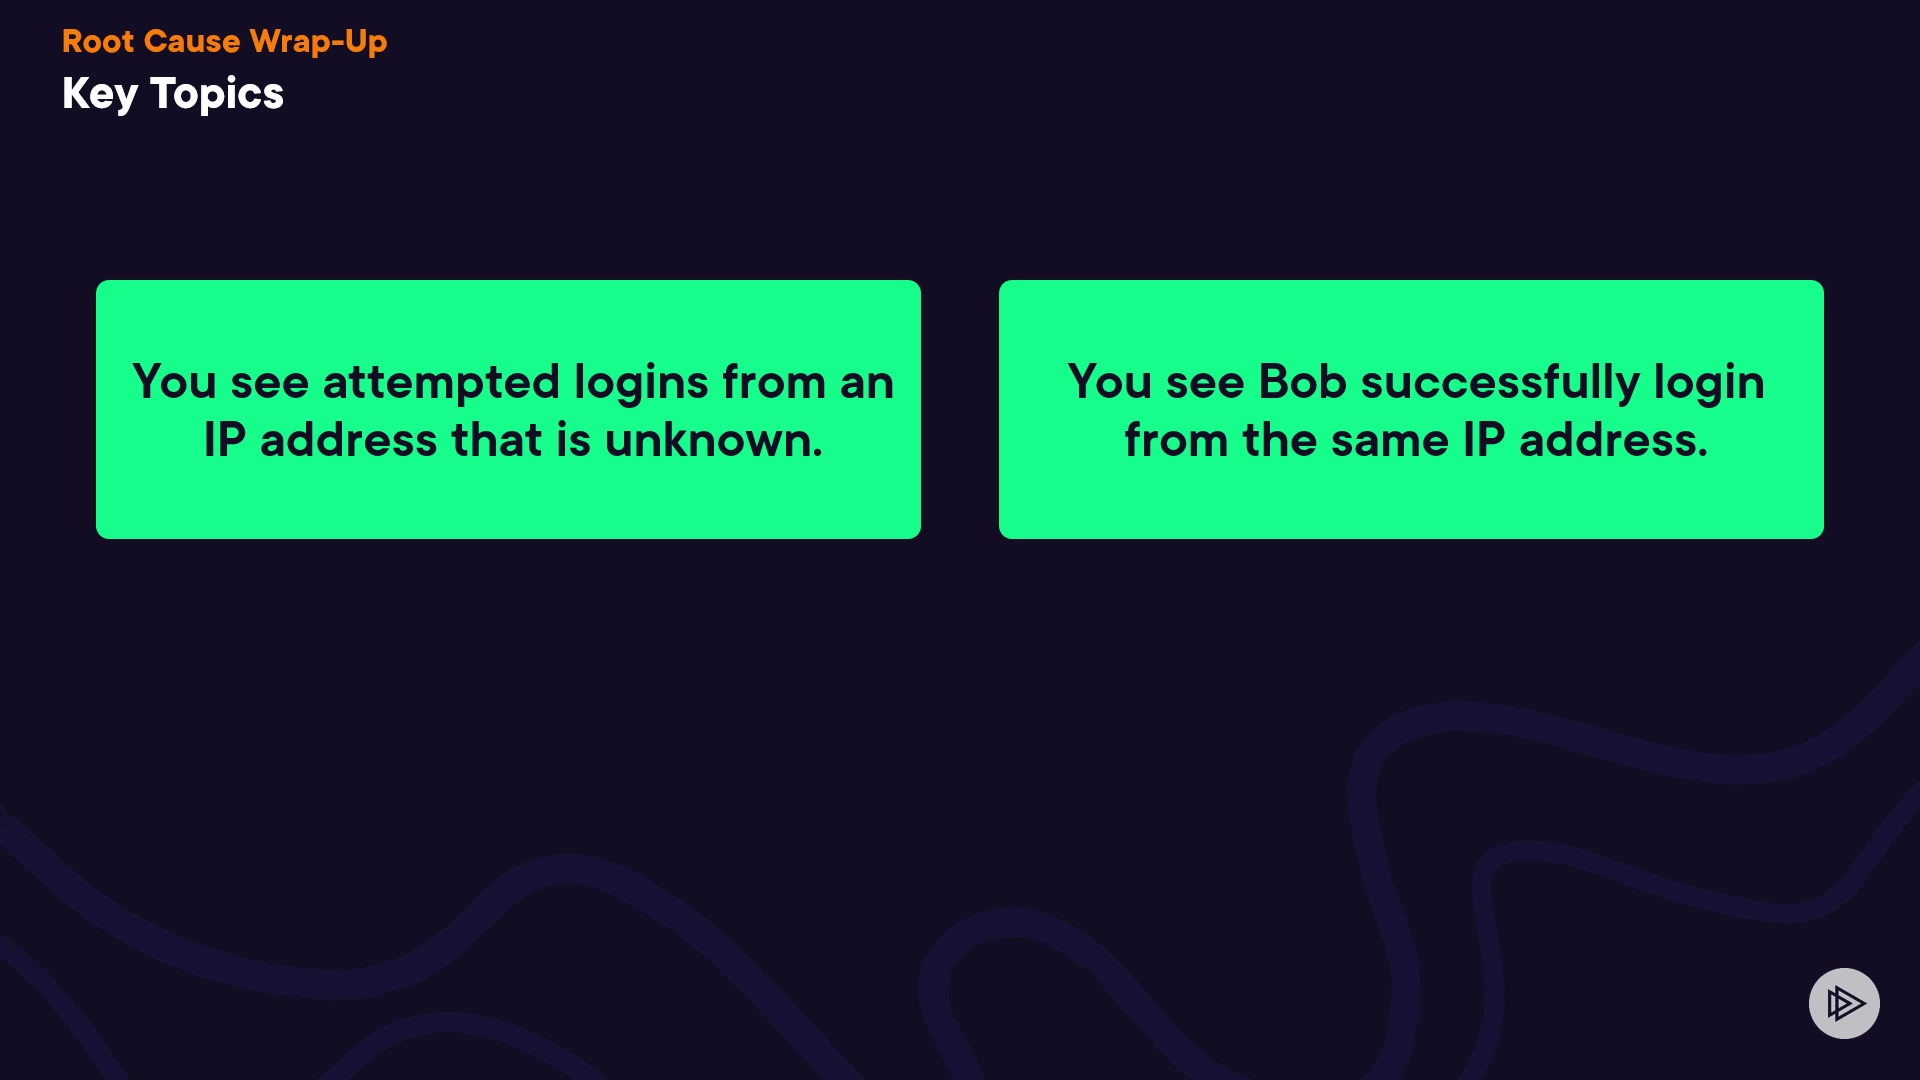 Root Cause Wrap-Up
Key Topics
You see attempted logins from an
IP address that is unknown.
You see Bob successfully login
from the same IP address.